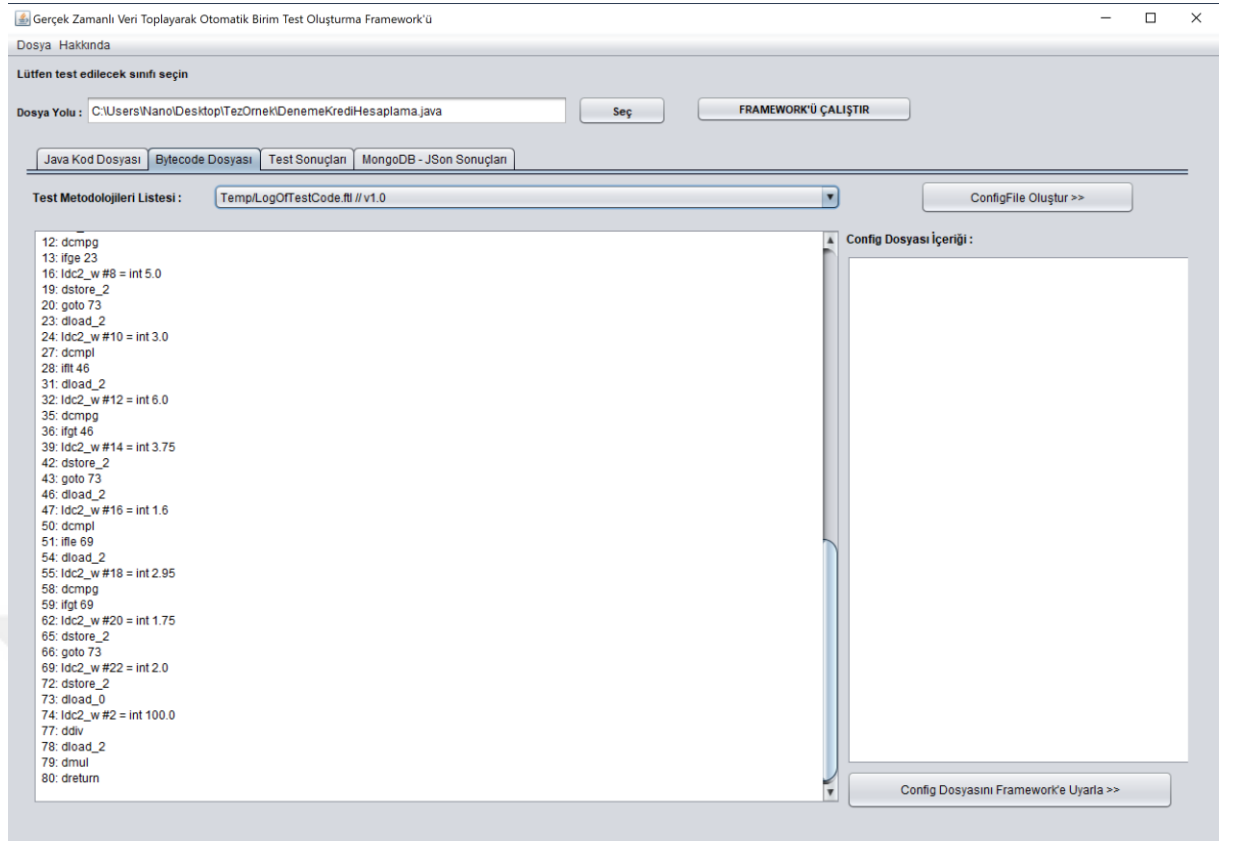 Gerçek Zamanlı Veri Toplayarak Otomatik Birim Test Oluşturma Framework'ü
Dosya Hakkında
Lütfen test edilecek sınıfı seçin
Dosya Yolu : C:\Users\Nano\Desktop\TezOrnek\DenemeKrediHesaplama.java Seç FRAMEWORK'Ü ÇALIŞTIR
Java Kod Dosyası Bytecode Dosyası Test Sonuçları MongoDB - JSon Sonuçları
Test Metodolojileri Listesi : Temp/LogOfTestCode.ftl // v1.0 ConfigFile Oluştur >>
Config Dosyası İçeriği :
12: dcmpg
13: ifge 23
16: ldc2_w #8 = int 5.0
19: dstore_2
20: goto 73
23: dload_2
24: ldc2_w #10 = int 3.0
27: dcmpl
28: iflt 46
31: dload_2
32: ldc2_w #12 = int 6.0
35: dcmpg
36: ifgt 46
39: ldc2_w #14 = int 3.75
42: dstore_2
43: goto 73
46: dload_2
47: ldc2_w #16 = int 1.6
50: dcmpl
51: ifle 69
54: dload_2
55: ldc2_w #18 = int 2.95
58: dcmpg
59: ifgt 69
62: ldc2_w #20 = int 1.75
65: dstore_2
66: goto 73
69: ldc2_w #22 = int 2.0
72: dstore_2
73: dload_0
74: ldc2_w #2 = int 100.0
77: ddiv
78: dload_2
79: dmul
80: dreturn
Config Dosyasını Framework'e Uyarla >>